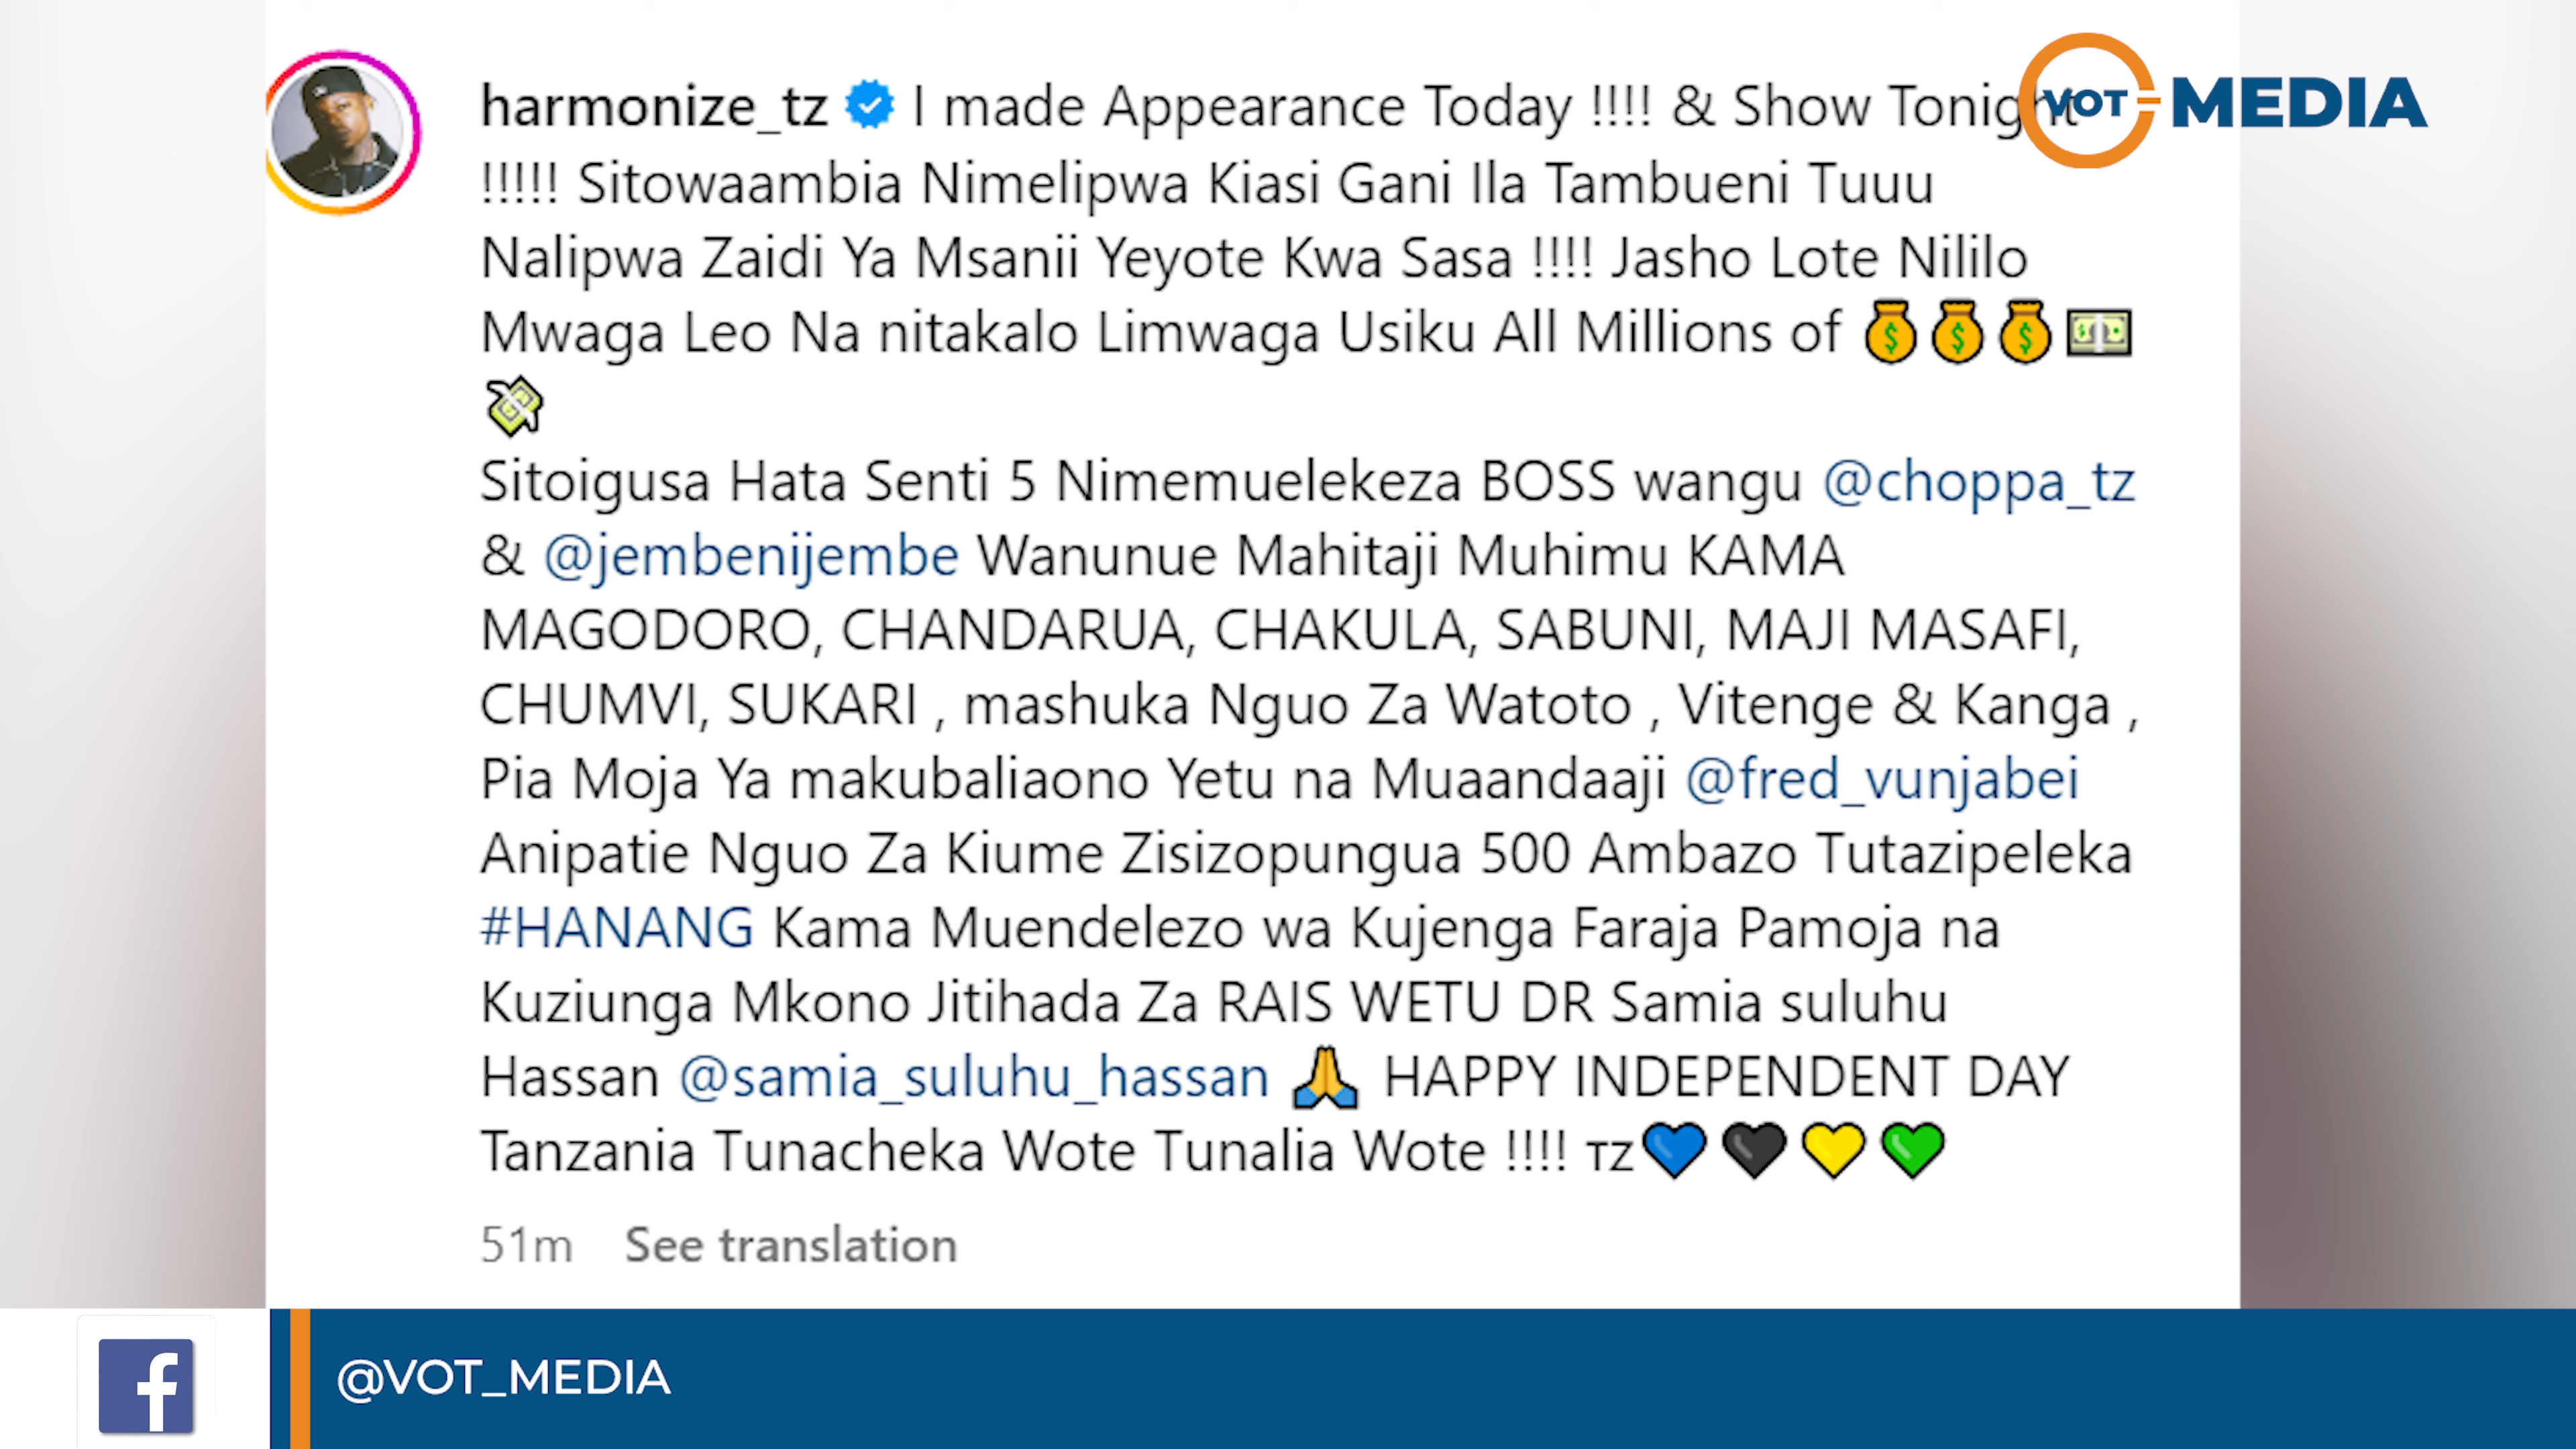 harmonize_tz I made Appearance Today !!!! & Show Tonight
!!!!! Sitowaambia Nimelipwa Kiasi Gani Ila Tambueni Tuuu
Nalipwa Zaidi Ya Msanii Yeyote Kwa Sasa !!!! Jasho Lote Nililo
Mwaga Leo Na nitakalo Limwaga Usiku All Millions of 💰💰💰💵
💸
Sitoigusa Hata Senti 5 Nimemuelekeza BOSS wangu @choppa_tz
& @jembenijembe Wanunue Mahitaji Muhimu KAMA
MAGODORO, CHANDARUA, CHAKULA, SABUNI, MAJI MASAFI,
CHUMVI, SUKARI , mashuka Nguo Za Watoto , Vitenge & Kanga ,
Pia Moja Ya makubaliaono Yetu na Muaandaaji @fred_vunjabei
Anipatie Nguo Za Kiume Zisizopungua 500 Ambazo Tutazipeleka
#HANANG Kama Muendelezo wa Kujenga Faraja Pamoja na
Kuziunga Mkono Jitihada Za RAIS WETU DR Samia suluhu
Hassan @samia_suluhu_hassan 🙏 HAPPY INDEPENDENT DAY
Tanzania Tunacheka Wote Tunalia Wote !!!! TZ💙🖤💛💚
51m See translation
VOT MEDIA
@VOT_MEDIA